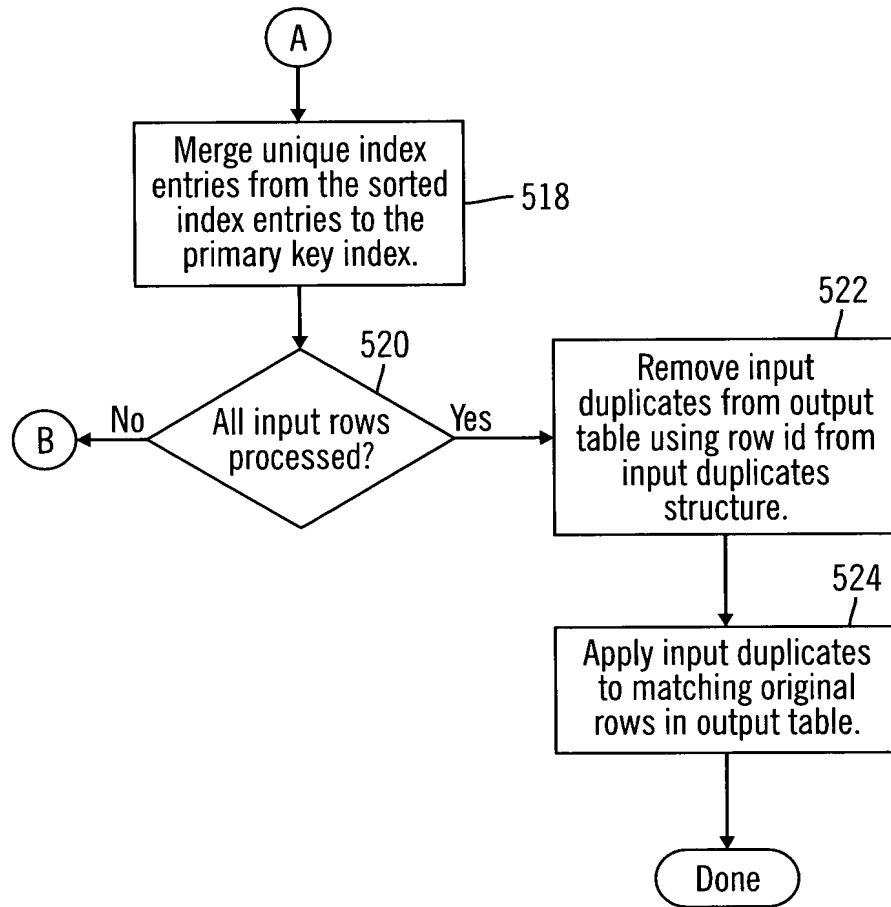 A
Merge unique index
entries from the sorted
index entries to the
primary key index.
518
520
All input rows
processed?
No
B
Yes
522
Remove input
duplicates from output
table using row id from
input duplicates
structure.
524
Apply input duplicates
to matching original
rows in output table.
Done